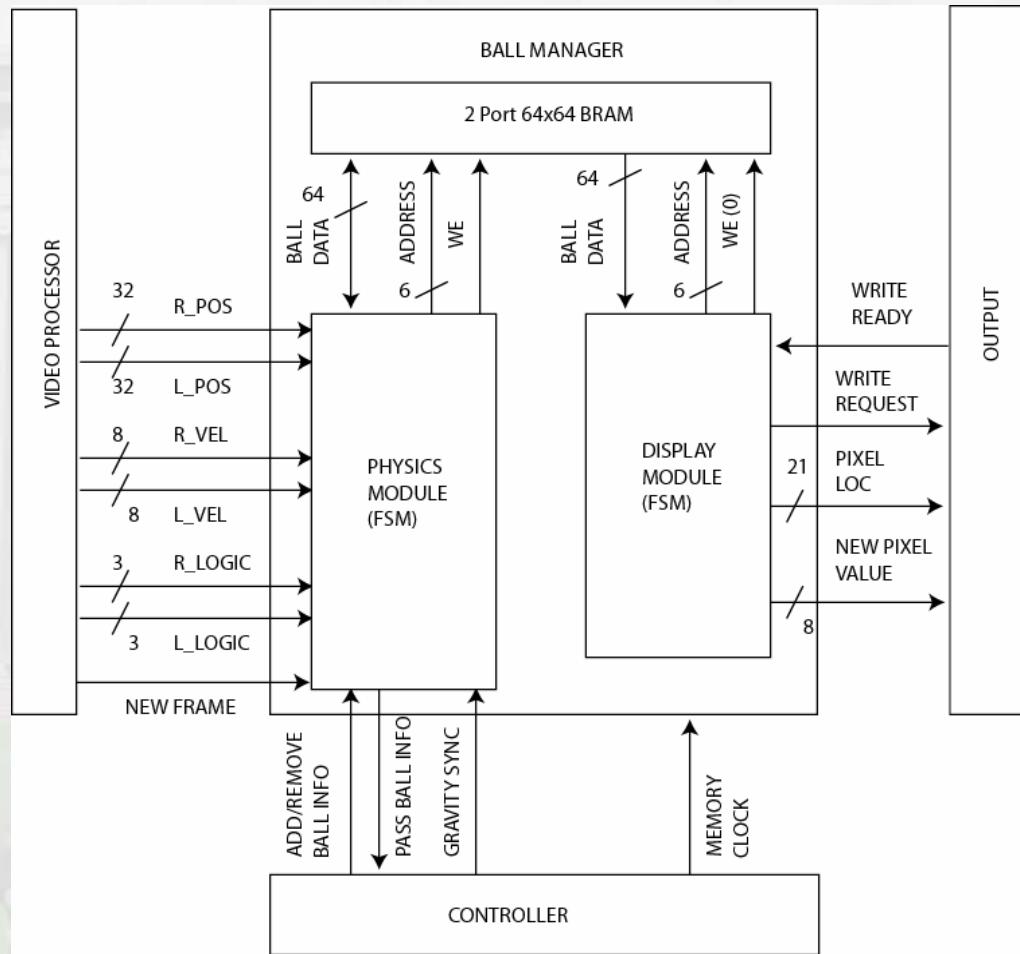 BALL MANAGER
2 Port 64x64 BRAM
64
BALL
DATA
ADDRESS
6
WE
64
BALL
DATA
ADDRESS
6
WE (0)
VIDEO PROCESSOR
32
R_POS
32
L_POS
8
R_VEL
8
L_VEL
3
R_LOGIC
3
L_LOGIC
NEW FRAME
PHYSICS
MODULE
(FSM)
DISPLAY
MODULE
(FSM)
WRITE
READY
WRITE
REQUEST
21
PIXEL
LOC
NEW PIXEL
VALUE
8
OUTPUT
ADD/REMOVE
BALL INFO
PASS BALL INFO
GRAVITY SYNC
MEMORY
CLOCK
CONTROLLER